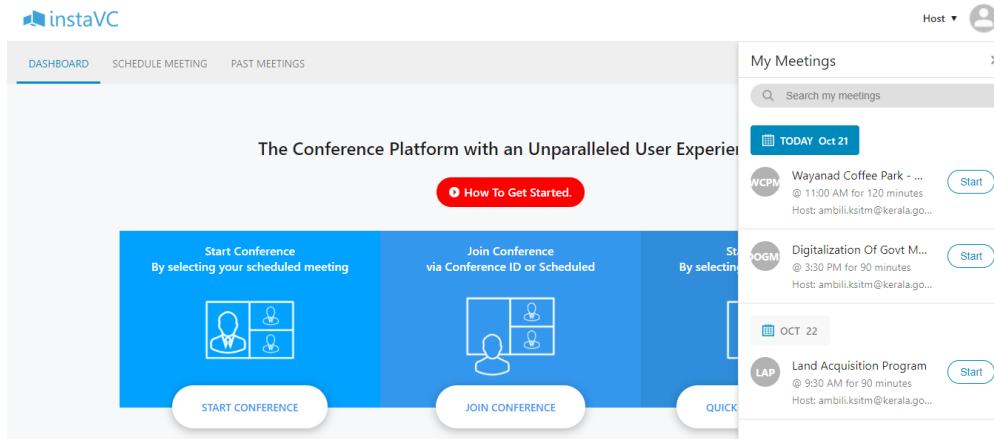 instaVC
Host ▼
DASHBOARD SCHEDULE MEETING PAST MEETINGS
The Conference Platform with an Unparalleled User
How To Get Started.
Start Conference
By selecting your scheduled meeting
START CONFERENCE
Join Conference
via Conference ID or Scheduled
JOIN CONFERENCE
By selecting
QUICK
My Meetings
Search my meetings
TODAY Oct 21
WCPM
Wayanad Coffee Park - ...
@ 11:00 AM for 120 minutes
Host: ambili.ksitm@kerala.go...
Start
Digitalization Of Govt M...
@ 3:30 PM for 90 minutes
Host: ambili.ksitm@kerala.go...
Start
OCT 22
LAP
Land Acquisition Program
@ 9:30 AM for 90 minutes
Host: ambili.ksitm@kerala.go...
Start